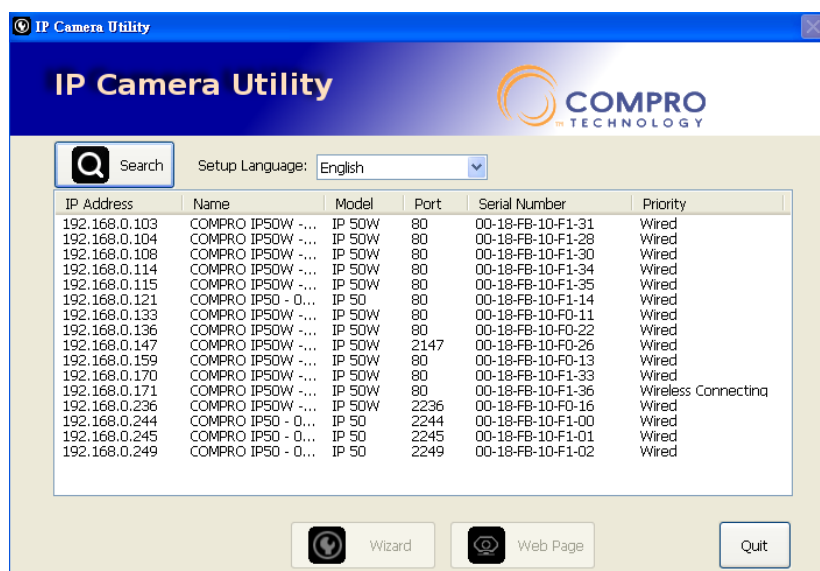 IP Camera Utility
IP Camera Utility
COMPRO
TECHNOLOGY
Search Setup Language: English
IP Address Name Model Port Serial Number Priority
192.168.0.103 COMPRO IP50W -... IP 50W 80 00-18-FB-10-F1-31 Wired
192.168.0.104 COMPRO IP50W -... IP 50W 80 00-18-FB-10-F1-28 Wired
192.168.0.108 COMPRO IP50W -... IP 50W 80 00-18-FB-10-F1-30 Wired
192.168.0.114 COMPRO IP50W -... IP 50W 80 00-18-FB-10-F1-34 Wired
192.168.0.115 COMPRO IP50W -... IP 50W 80 00-18-FB-10-F1-35 Wired
192.168.0.121 COMPRO IP50 - 0... IP 50 80 00-18-FB-10-F1-14 Wired
192.168.0.133 COMPRO IP50W -... IP 50W 80 00-18-FB-10-F0-11 Wired
192.168.0.136 COMPRO IP50W -... IP 50W 80 00-18-FB-10-F0-22 Wired
192.168.0.147 COMPRO IP50W -... IP 50W 2147 00-18-FB-10-F0-26 Wired
192.168.0.159 COMPRO IP50W -... IP 50W 80 00-18-FB-10-F0-13 Wired
192.168.0.170 COMPRO IP50W -... IP 50W 80 00-18-FB-10-F1-33 Wired
192.168.0.171 COMPRO IP50W -... IP 50W 80 00-18-FB-10-F1-36 Wireless Connecting
192.168.0.236 COMPRO IP50W -... IP 50W 2236 00-18-FB-10-F0-16 Wired
192.168.0.244 COMPRO IP50 - 0... IP 50 2244 00-18-FB-10-F1-00 Wired
192.168.0.245 COMPRO IP50 - 0... IP 50 2245 00-18-FB-10-F1-01 Wired
192.168.0.249 COMPRO IP50 - 0... IP 50 2249 00-18-FB-10-F1-02 Wired
Wizard Web Page Quit